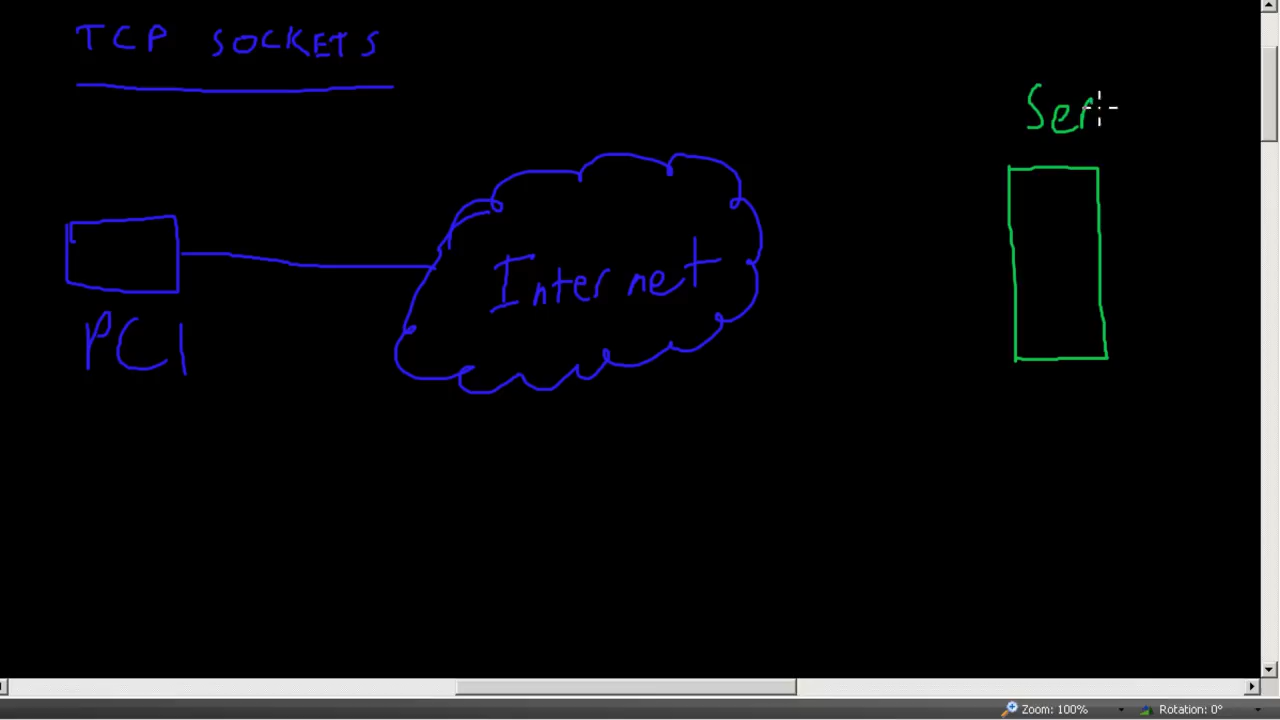 TCP SOCKETS
Ser
Internet
PC1
Zoom: 100%
Rotation: 0°